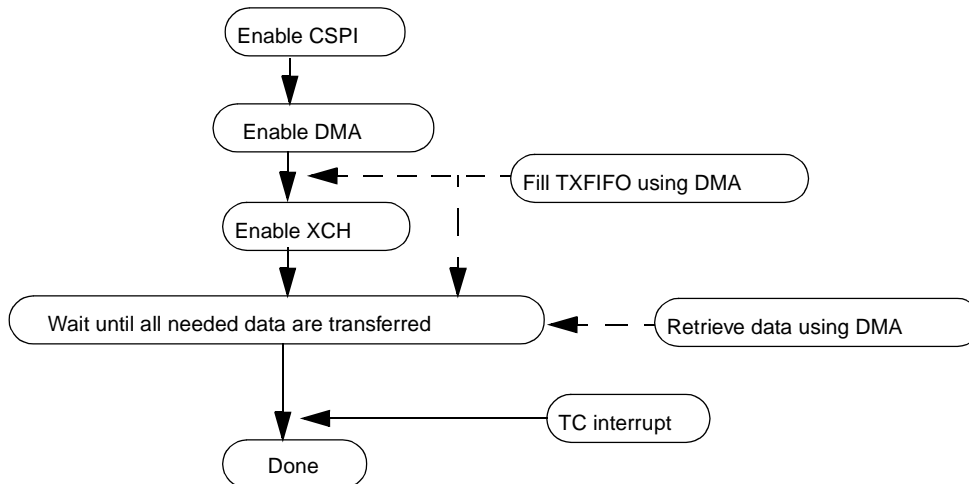 Enable CSPI
Enable DMA
Fill TXFIFO using DMA
Enable XCH
Wait until all needed data are transferred
Retrieve data using DMA
TC interrupt
Done